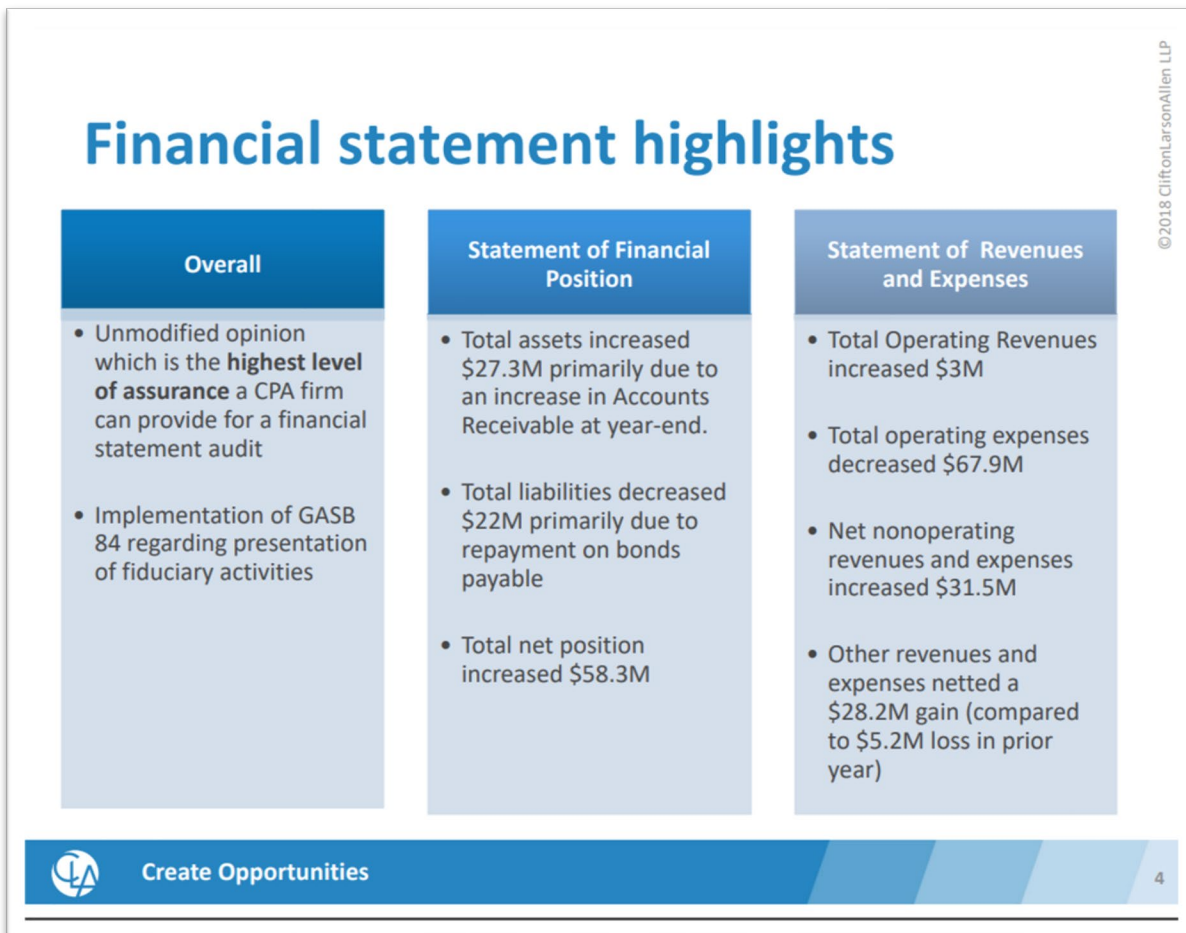 ©2018 CliftonLarsonAllen LLP
Financial statement highlights
Overall
• Unmodified opinion
which is the highest level
of assurance a CPA firm
can provide for a financial
statement audit
• Implementation of GASB
84 regarding presentation
of fiduciary activities
Statement of Financial
Position
• Total assets increased
$27.3M primarily due to
an increase in Accounts
Receivable at year-end.
• Total liabilities decreased
$22M primarily due to
repayment on bonds
payable
• Total net position
increased $58.3M
Statement of Revenues
and Expenses
• Total Operating Revenues
increased $3M
• Total operating expenses
decreased $67.9M
• Net nonoperating
revenues and expenses
increased $31.5M
• Other revenues and
expenses netted a
$28.2M gain (compared
to $5.2M loss in prior
year)
CLA
Create Opportunities
4